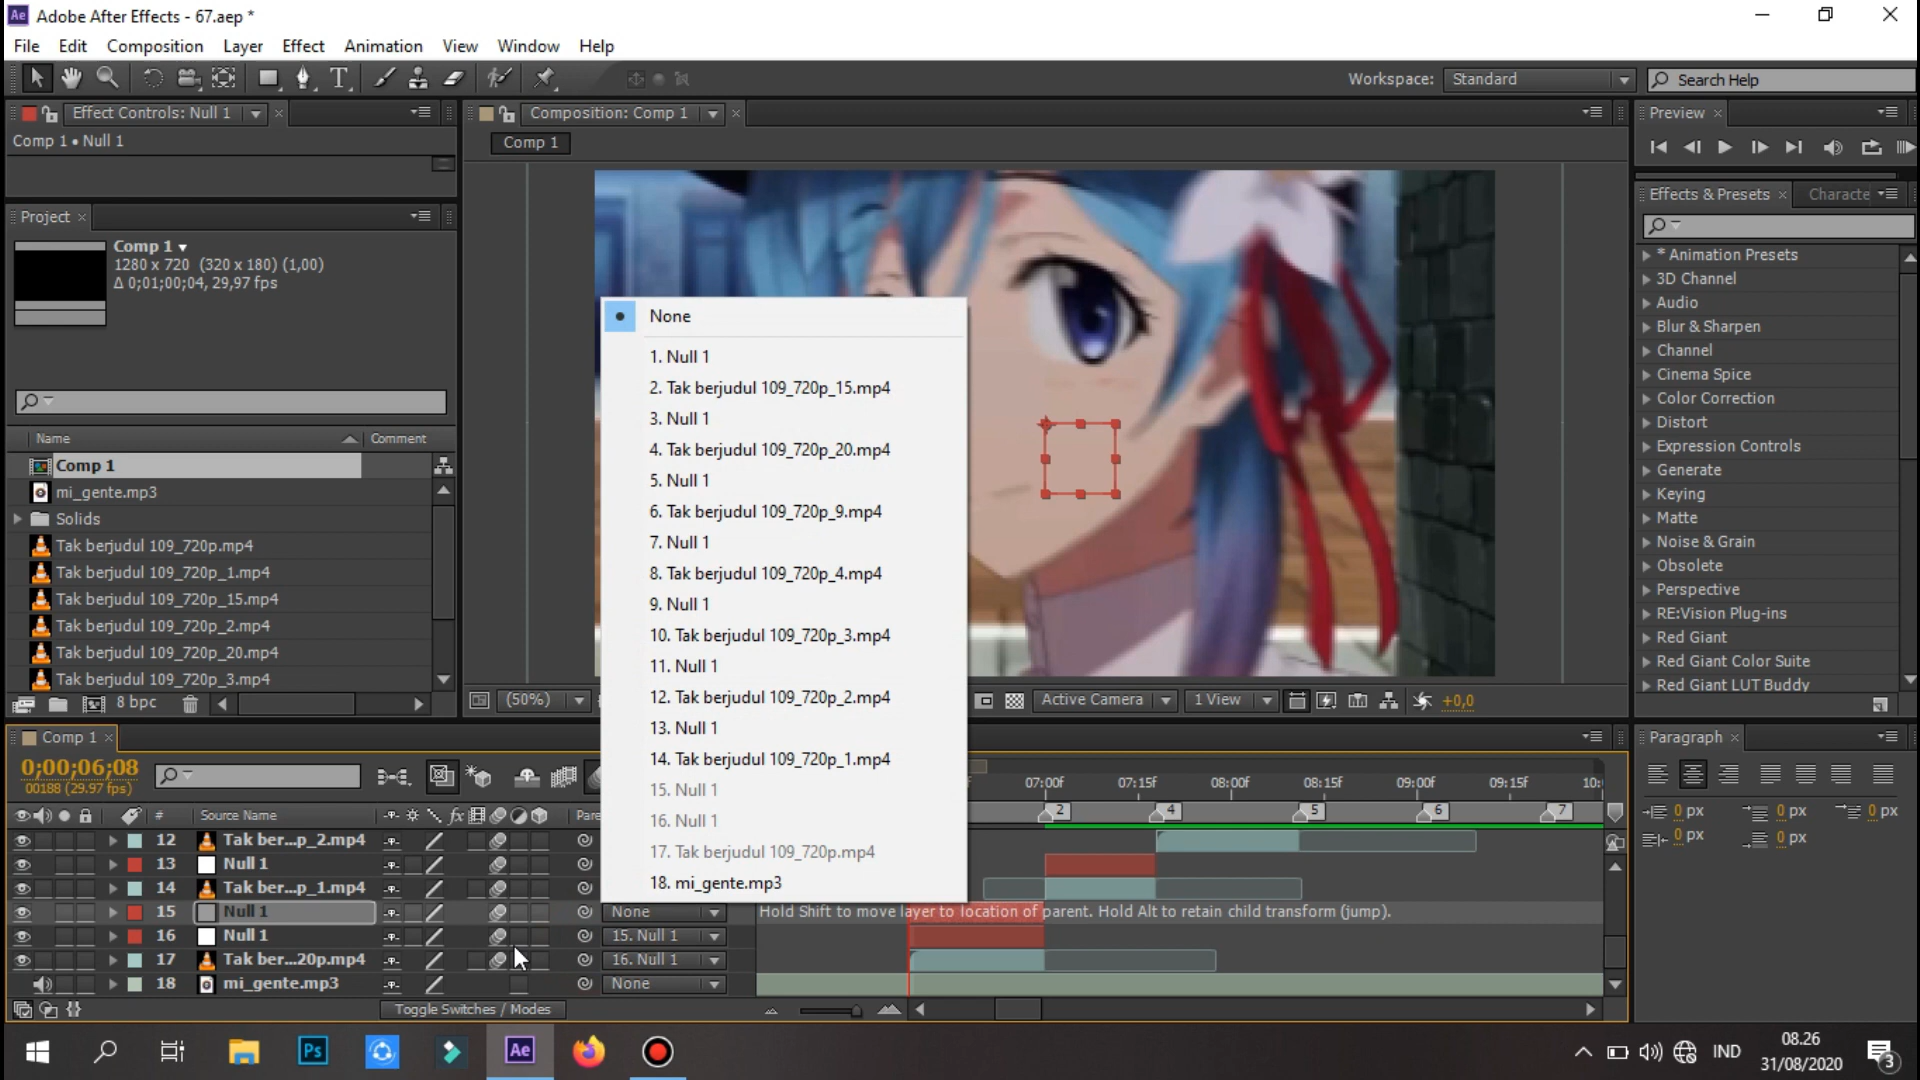 Adobe After Effects - 67.aep *
File Edit Composition Layer Effect Animation View Window Help
Workspace: Standard Search Help
Effect Controls: Null 1
Comp 1 • Null 1
Composition: Comp 1
Comp 1
Preview
Project
Comp 1
1280 x 720 (320 x 180) (1,00)
Δ 0;01;00;04, 29,97 fps
Name Comment
Comp 1
mi_gente.mp3
Solids
Tak berjudul 109_720p.mp4
Tak berjudul 109_720p_1.mp4
Tak berjudul 109_720p_15.mp4
Tak berjudul 109_720p_2.mp4
Tak berjudul 109_720p_20.mp4
Tak berjudul 109_720p_3.mp4
8 bpc
None
1. Null 1
2. Tak berjudul 109_720p_15.mp4
3. Null 1
4. Tak berjudul 109_720p_20.mp4
5. Null 1
6. Tak berjudul 109_720p_9.mp4
7. Null 1
8. Tak berjudul 109_720p_4.mp4
9. Null 1
10. Tak berjudul 109_720p_3.mp4
11. Null 1
12. Tak berjudul 109_720p_2.mp4
13. Null 1
14. Tak berjudul 109_720p_1.mp4
15. Null 1
16. Null 1
17. Tak berjudul 109_720p.mp4
18. mi_gente.mp3
(50%) Active Camera 1 View +0,0
Effects & Presets Characte
* Animation Presets
3D Channel
Audio
Blur & Sharpen
Channel
Cinema Spice
Color Correction
Distort
Expression Controls
Generate
Keying
Matte
Noise & Grain
Obsolete
Perspective
RE:Vision Plug-ins
Red Giant
Red Giant Color Suite
Red Giant LUT Buddy
Comp 1
0;00;06;08
00188 (29.97 fps)
07:00f 07:15f 08:00f 08:15f 09:00f 09:15f 10:
# Source Name fx Pare
2 4 5 6 7
12 Tak ber...p_2.mp4
13 Null 1
14 Tak ber...p_1.mp4
15 Null 1 None
Hold Shift to move layer to location of parent. Hold Alt to retain child transform (jump).
16 Null 1 15. Null 1
17 Tak ber...20p.mp4 16. Null 1
18 mi_gente.mp3 None
Toggle Switches / Modes
Paragraph
0 px 0 px 0 px
0 px 0 px
Ae
Ps
Ae
IND
08.26
31/08/2020
3